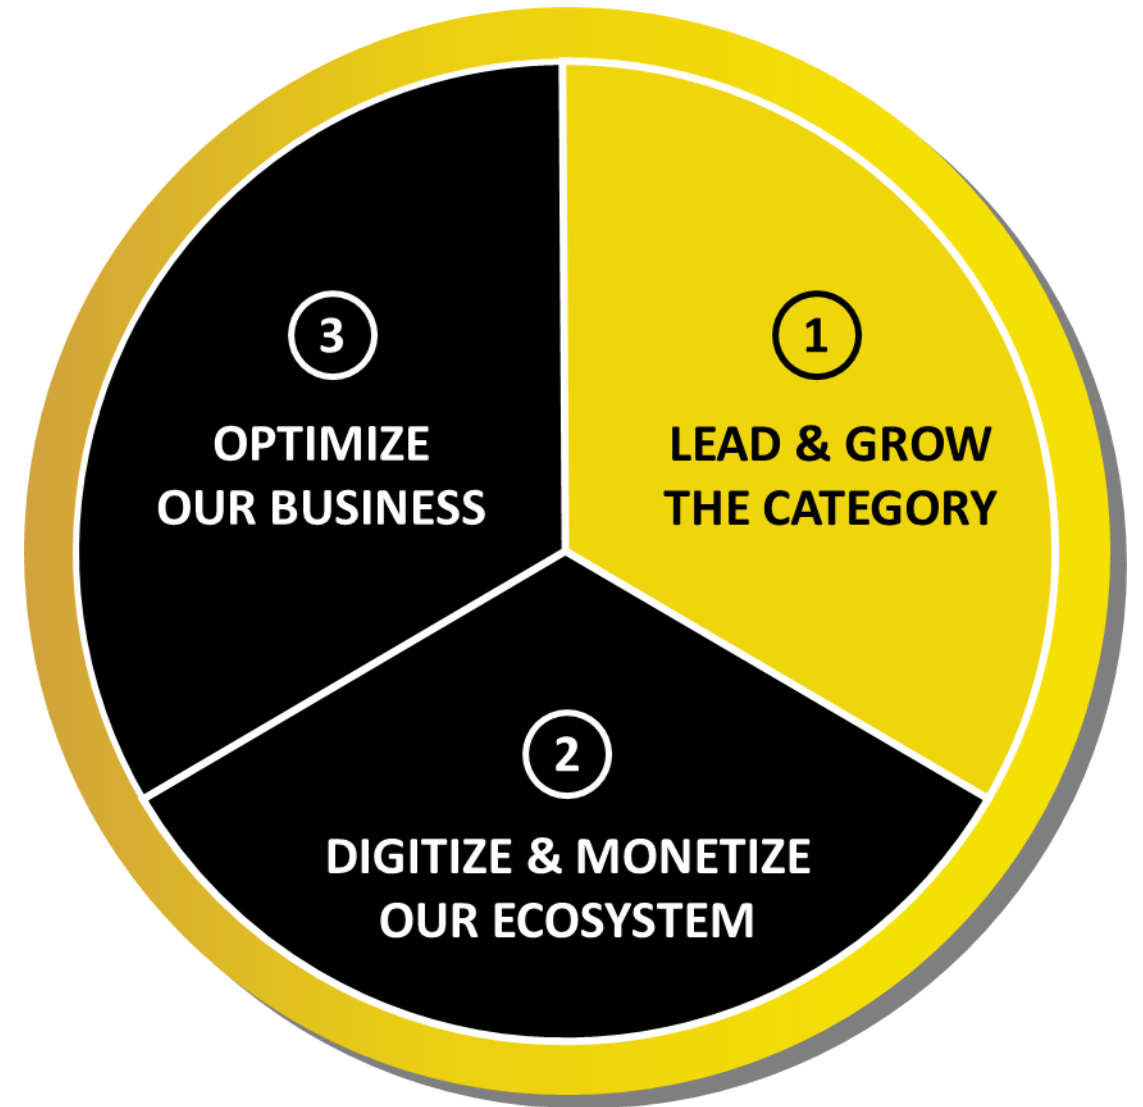 1
LEAD & GROW
THE CATEGORY
2
DIGITIZE & MONETIZE
OUR ECOSYSTEM
3
OPTIMIZE
OUR BUSINESS